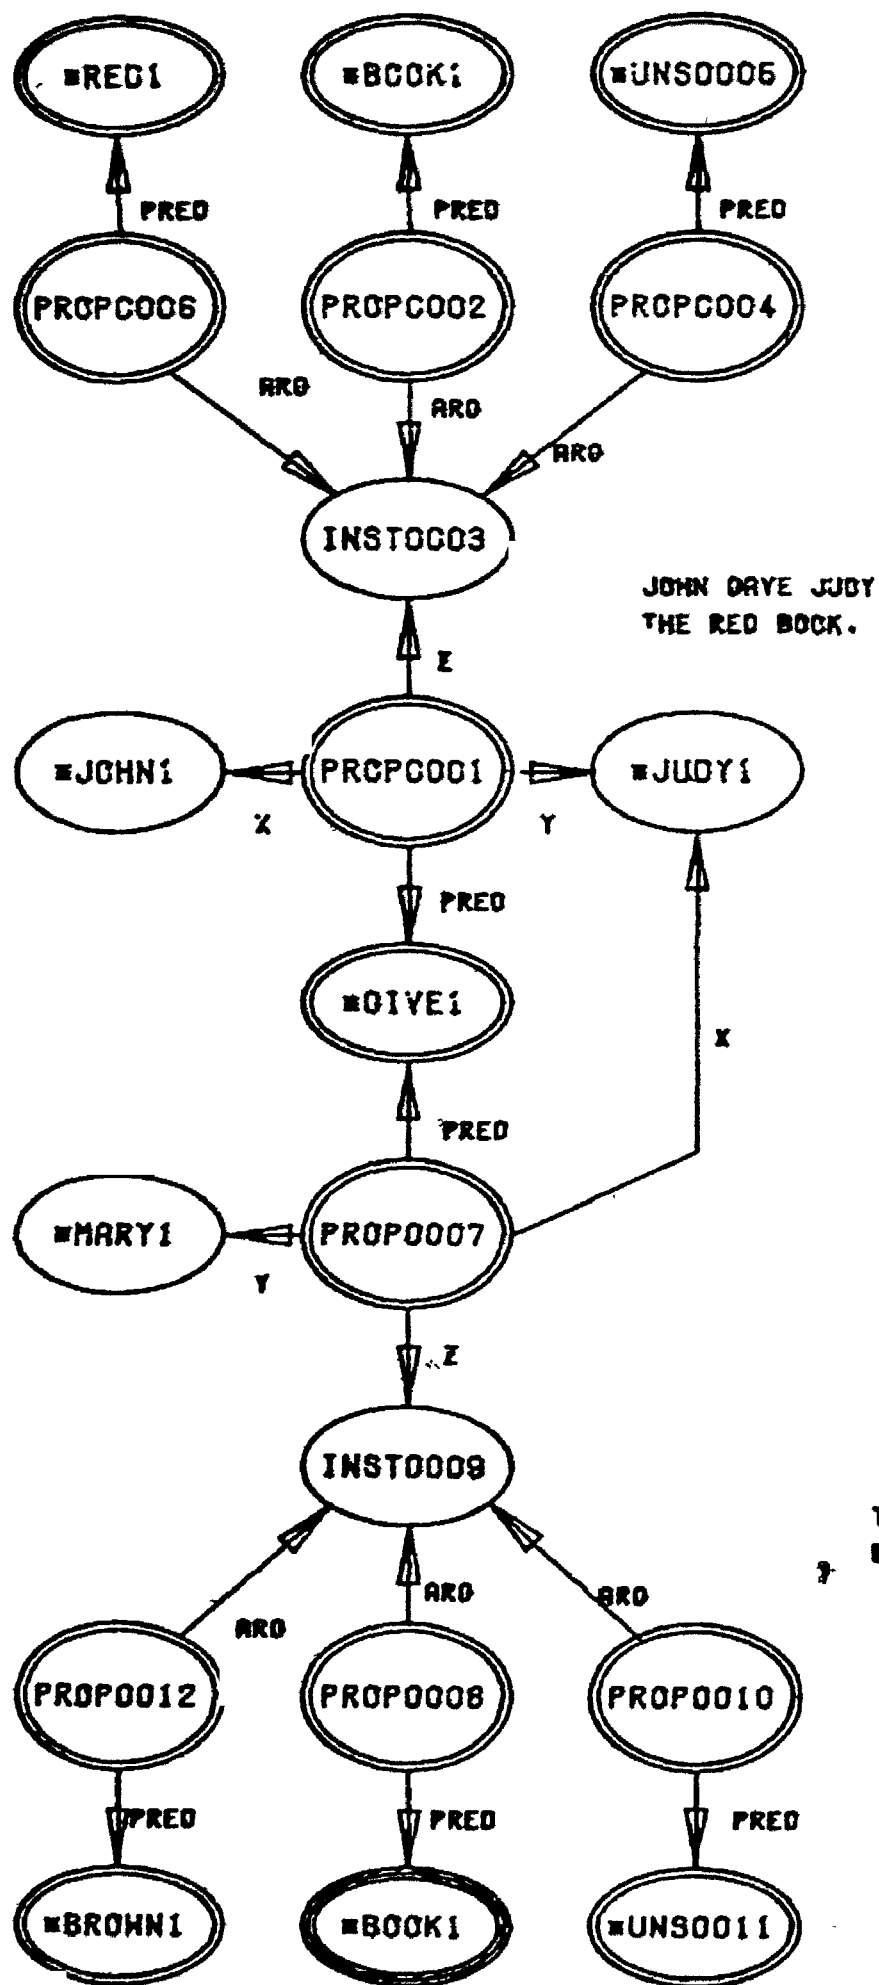 *RED1 *BOOK1 *UNS0005
PRED PRED PRED
PROP0006 PROP0002 PROP0004
ARG ARG ARG
INST0003
JOHN GAVE JUDY
THE RED BOOK.
Z
*JOHN1 PROP0001 *JUDY1
X Y
PRED
*GIVE1
X
PRED
*MARY1 PROP0007
Y
Z
INST0009
ARG ARG ARG
PROP0012 PROP0008 PROP0010
PRED PRED PRED
*BROWN1 *BOOK1 *UNS0011